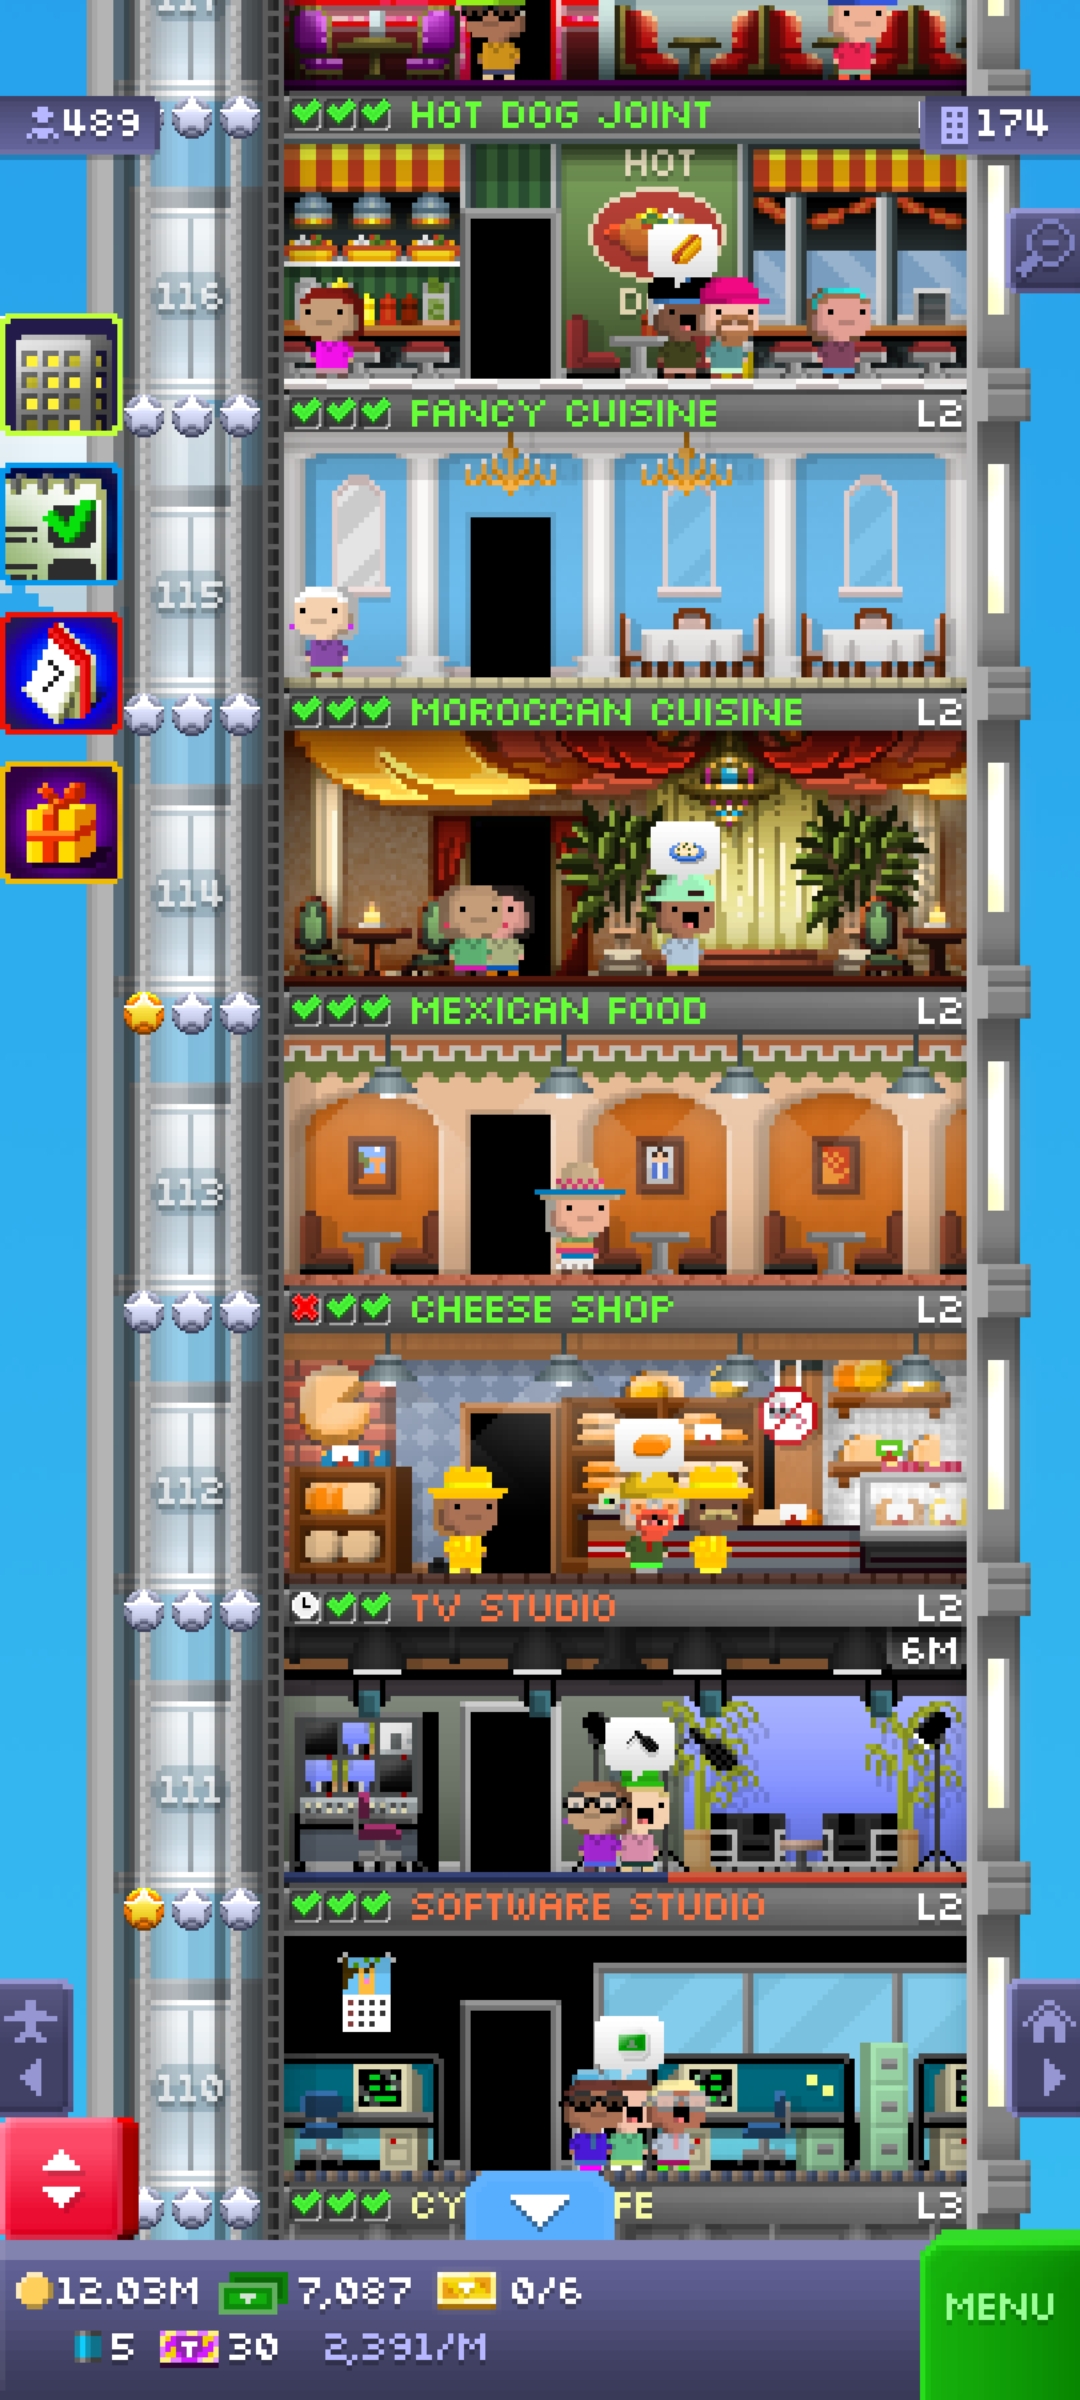 489
HOT DOG JOINT
174
HOT
116
FANCY CUISINE L2
115
MOROCCAN CUISINE L2
114
MEXICAN FOOD L2
113
CHEESE SHOP L2
112
TV STUDIO L2
6M
111
SOFTWARE STUDIO L2
110
L3
12.03M 7,087 0/6
MENU
5 30 2,391/M